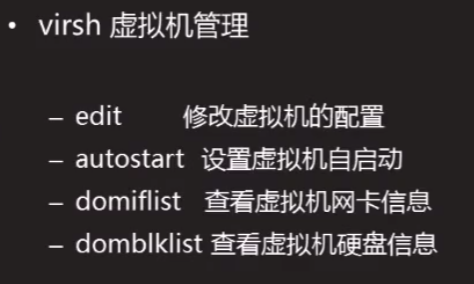 • virsh 虚拟机管理
– edit 修改虚拟机的配置
– autostart 设置虚拟机自启动
– domiflist 查看虚拟机网卡信息
– domblklist 查看虚拟机硬盘信息